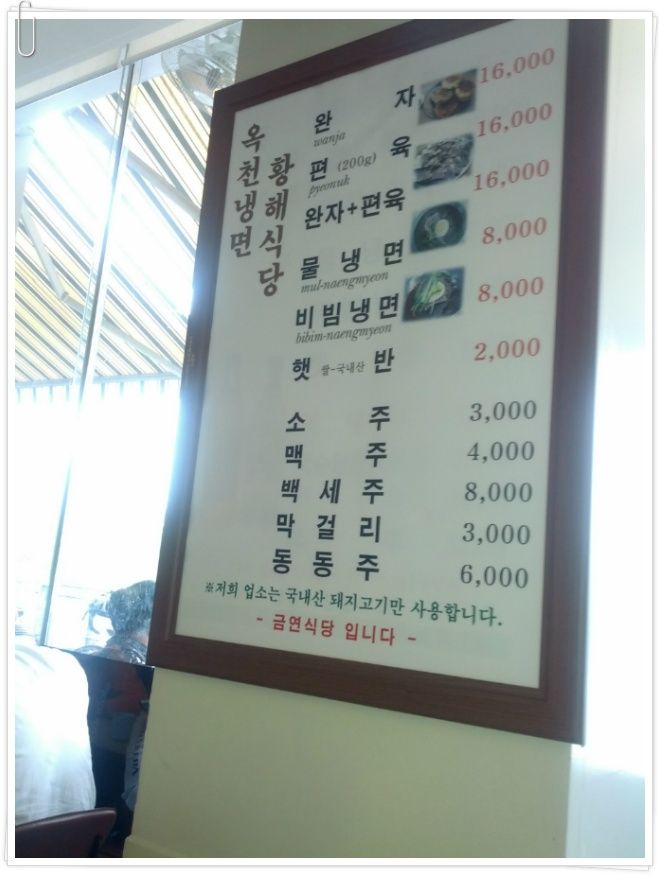 옥천냉면
황해식당
완자 16,000
wanja
편 (200g) 육 16,000
pyeonuk
완자+편육 16,000
물냉면 8,000
mul-naengmyeon
비빔냉면 8,000
bibim-naengmyeon
햇 쌀-국내산 반 2,000
소주 3,000
맥주 4,000
백세주 8,000
막걸리 3,000
동동주 6,000
※저희 업소는 국내산 돼지고기만 사용합니다.
- 금연식당 입니다 -